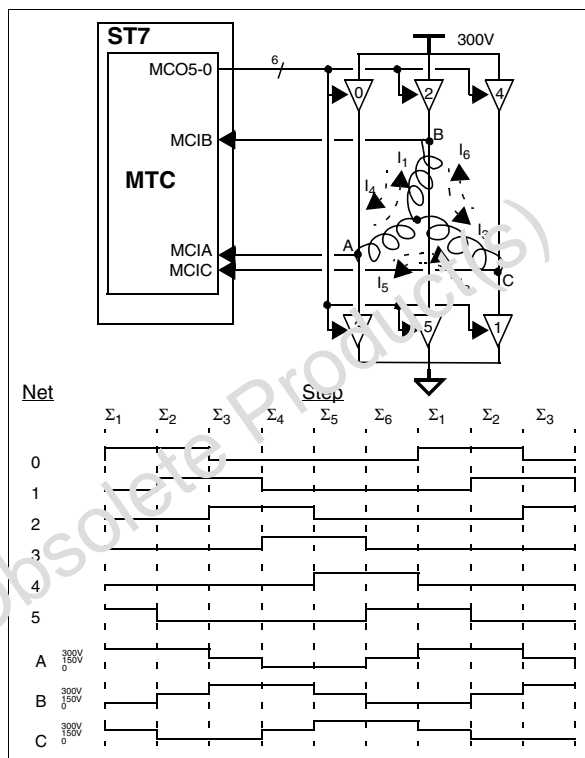 ST7
MTC
MCO5-0
6
300V
0
2
4
B
MCIB
I1
I6
I4
I3
MCIA
A
MCIC
I5
C
5
1
Net
Step
Σ1 Σ2 Σ3 Σ4 Σ5 Σ6 Σ1 Σ2 Σ3
0
1
2
3
4
5
A 300V 150V 0
B 300V 150V 0
C 300V 150V 0
Obsolete Product(s)